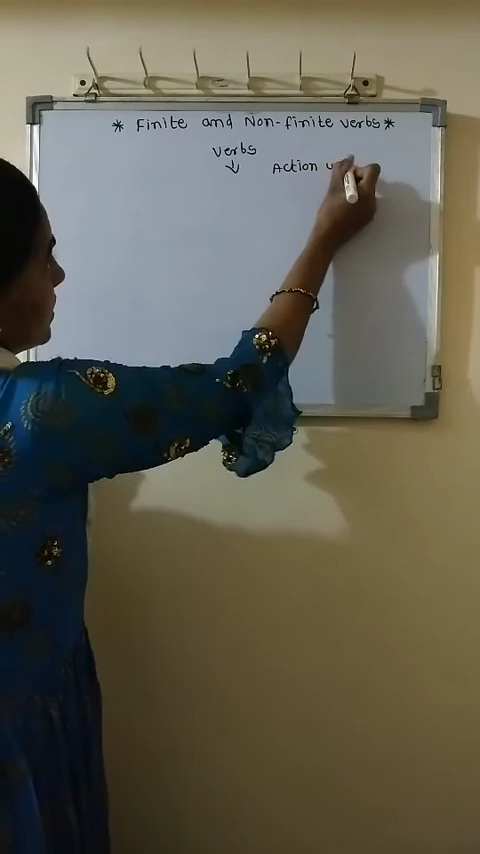 * Finite and Non-finite verbs *
Verbs
↓ Action